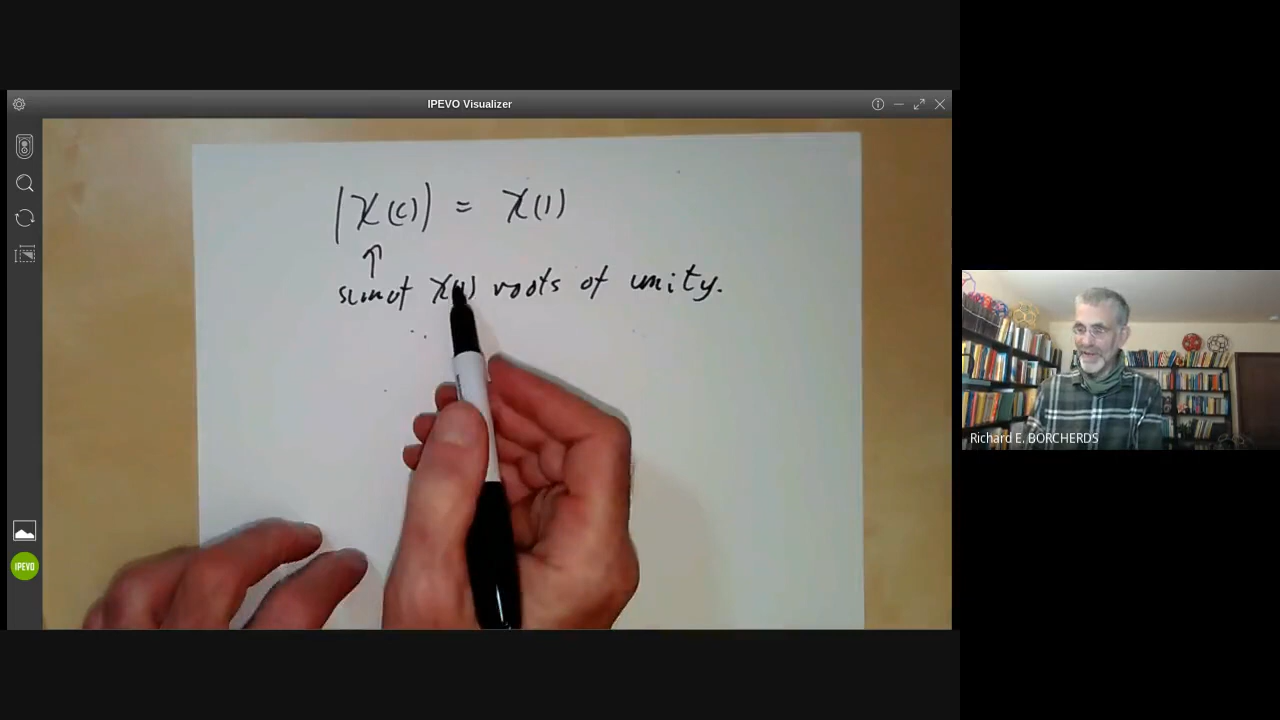 IPEVO Visualizer
|χ(c)| = χ(1)
↑
sum of χ(1) roots of unity.
Richard E. BORCHERDS
IPEVO